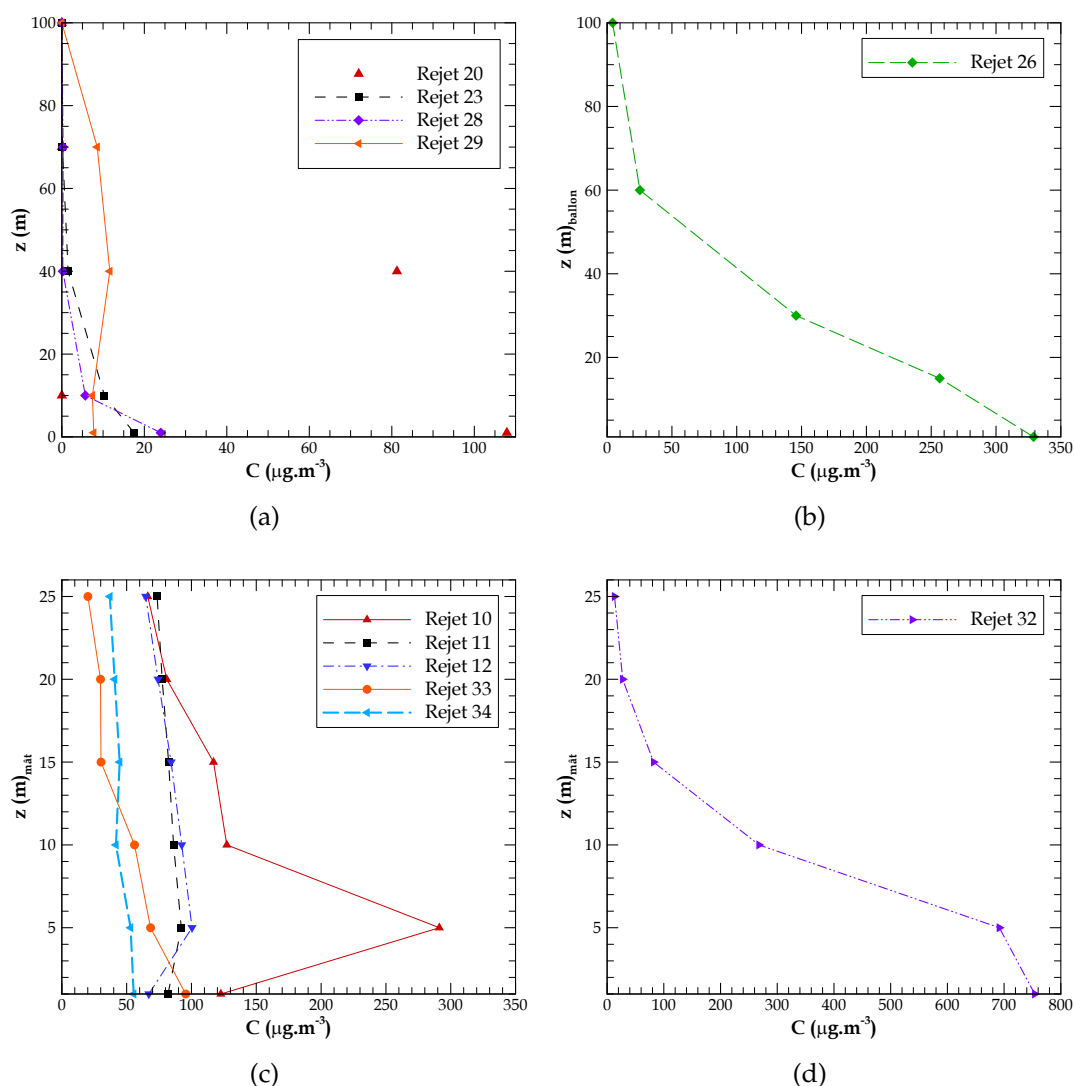 100
80
60
40
20
0
z (m)
0 20 40 60 80 100
C (µg.m⁻³)
Rejet 20
Rejet 23
Rejet 28
Rejet 29
(a)
100
80
60
40
20
z (m)ballon
0 50 100 150 200 250 300 350
C (µg.m⁻³)
Rejet 26
(b)
25
20
15
10
5
z (m)mât
0 50 100 150 200 250 300 350
C (µg.m⁻³)
Rejet 10
Rejet 11
Rejet 12
Rejet 33
Rejet 34
(c)
25
20
15
10
5
z (m)mât
0 100 200 300 400 500 600 700 800
C (µg.m⁻³)
Rejet 32
(d)